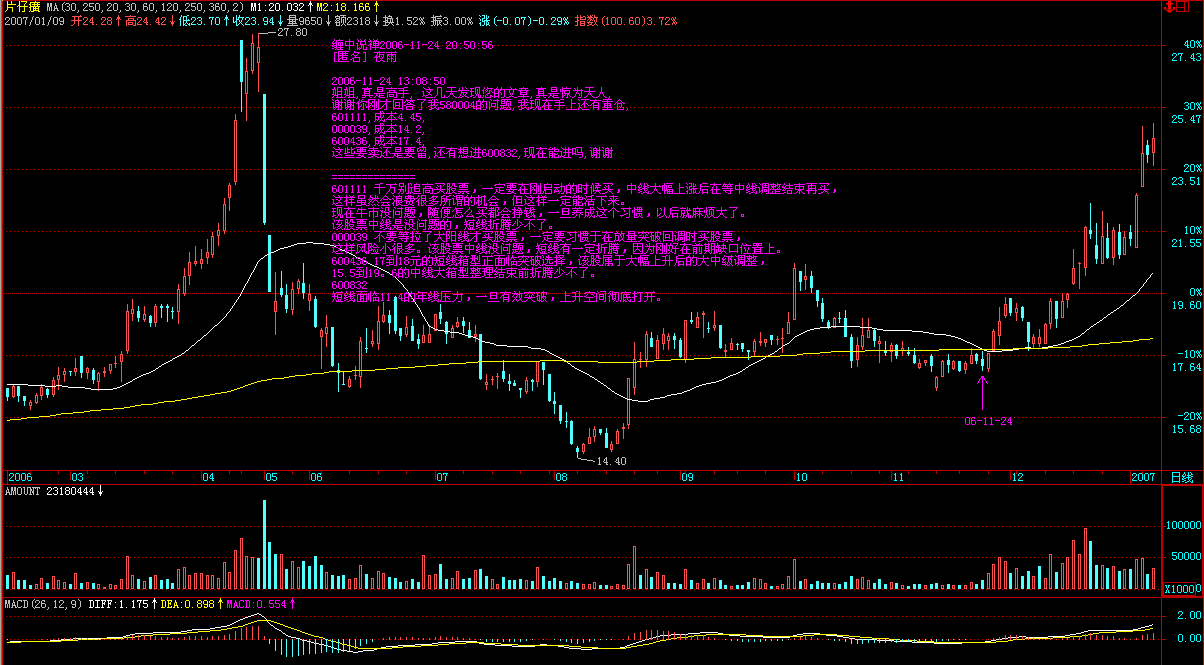 片仔癀 MA(30,250,20,30,60,120,250,360,2) M1:20.032↑M2:18.166↑
2007/01/09 开24.28↑高24.42↓低23.70↑收23.94↓量9650↓额2318↓换1.52% 振3.00% 涨(-0.07)-0.29% 指数(100.60)3.72%
27.80
缠中说禅2006-11-24 20:50:56
[匿名] 夜雨
2006-11-24 13:08:50
姐姐,真是高手, 这几天发现您的文章,真是惊为天人,
谢谢你刚才回答了我580004的问题,我现在手上还有重仓,
601111,成本4.45,
000039,成本14.2,
600436,成本17.4,
这些要卖还是要留,还有想进600832,现在能进吗,谢谢
==============
601111 千万别追高买股票，一定要在刚启动的时候买，中线大幅上涨后在等中线调整结束再买，
这样虽然会浪费很多所谓的机会，但这样一定能活下来。
现在牛市没问题，随便怎么买都会挣钱，一旦养成这个习惯，以后就麻烦大了。
该股票中线是没问题的，短线折腾少不了。
000039 不要等拉了大阳线才买股票，一定要习惯于在放量突破回调时买股票，
这样风险小很多。该股票中线没问题，短线有一定折腾，因为刚好在前期缺口位置上。
600436 17到18元的短线箱型正面临突破选择，该股属于大幅上升后的大中级调整，
15.5到19.6的中线大箱型整理结束前折腾少不了。
600832
短线面临11.4的年线压力，一旦有效突破，上升空间彻底打开。
40%
27.43
30%
25.47
20%
23.51
10%
21.55
0%
19.60
-10%
17.64
-20%
15.68
06-11-24
14.40
2006 03 04 05 06 07 08 09 10 11 12 2007 日线
AMOUNT 23180444↓
100000
50000
X10000
MACD(26,12,9) DIFF:1.175↑DEA:0.898↑MACD:0.554↑
2.00
0.00